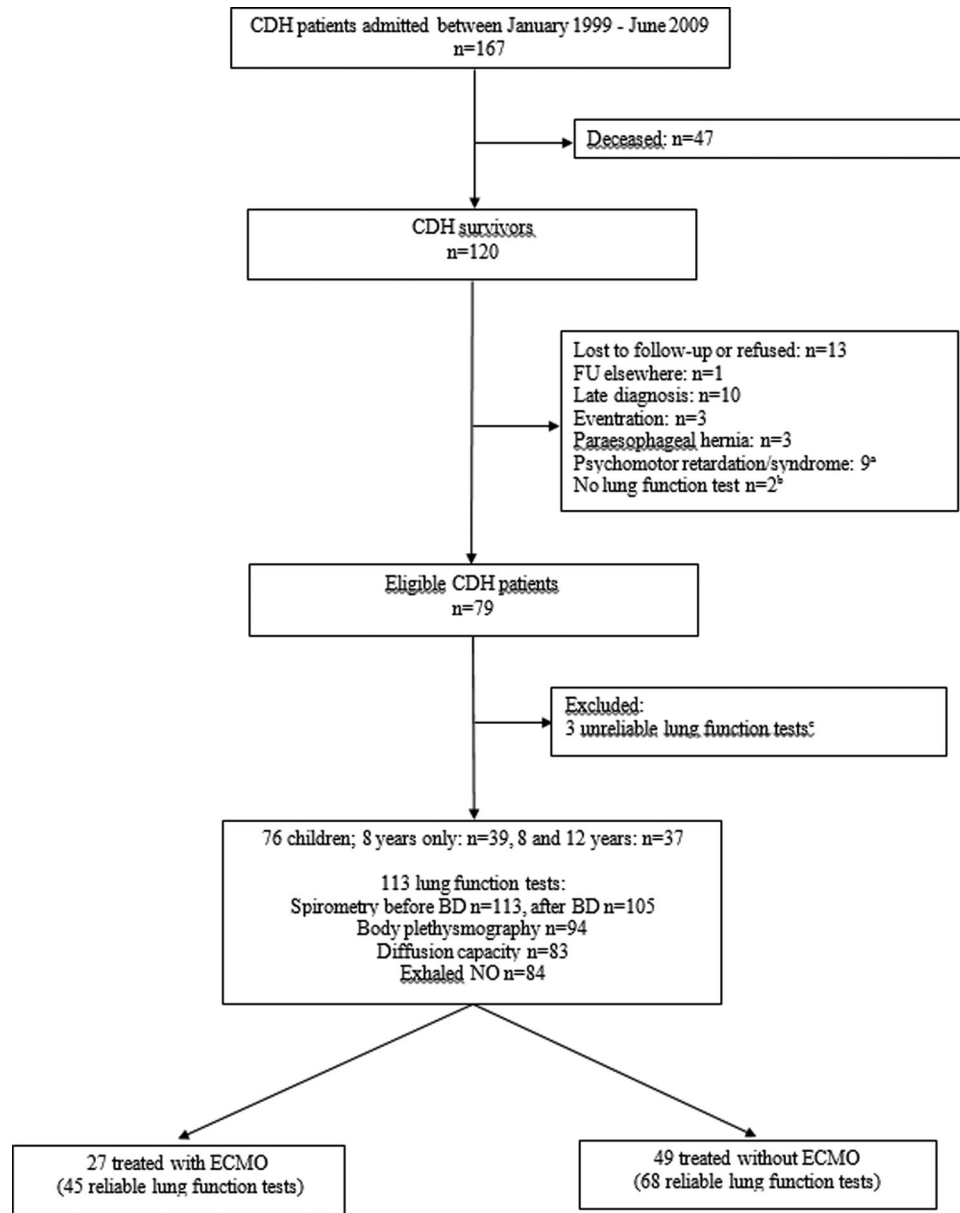 CDH patients admitted between January 1999 - June 2009
n=167
Deceased: n=47
CDH survivors
n=120
Lost to follow-up or refused: n=13
FU elsewhere: n=1
Late diagnosis: n=10
Eventration: n=3
Paraesophageal hernia: n=3
Psychomotor retardation/syndrome: 9ᵃ
No lung function test n=2ᵇ
Eligible CDH patients
n=79
Excluded:
3 unreliable lung function testsᶜ
76 children; 8 years only: n=39, 8 and 12 years: n=37
113 lung function tests:
Spirometry before BD n=113, after BD n=105
Body plethysmography n=94
Diffusion capacity n=83
Exhaled NO n=84
27 treated with ECMO
(45 reliable lung function tests)
49 treated without ECMO
(68 reliable lung function tests)